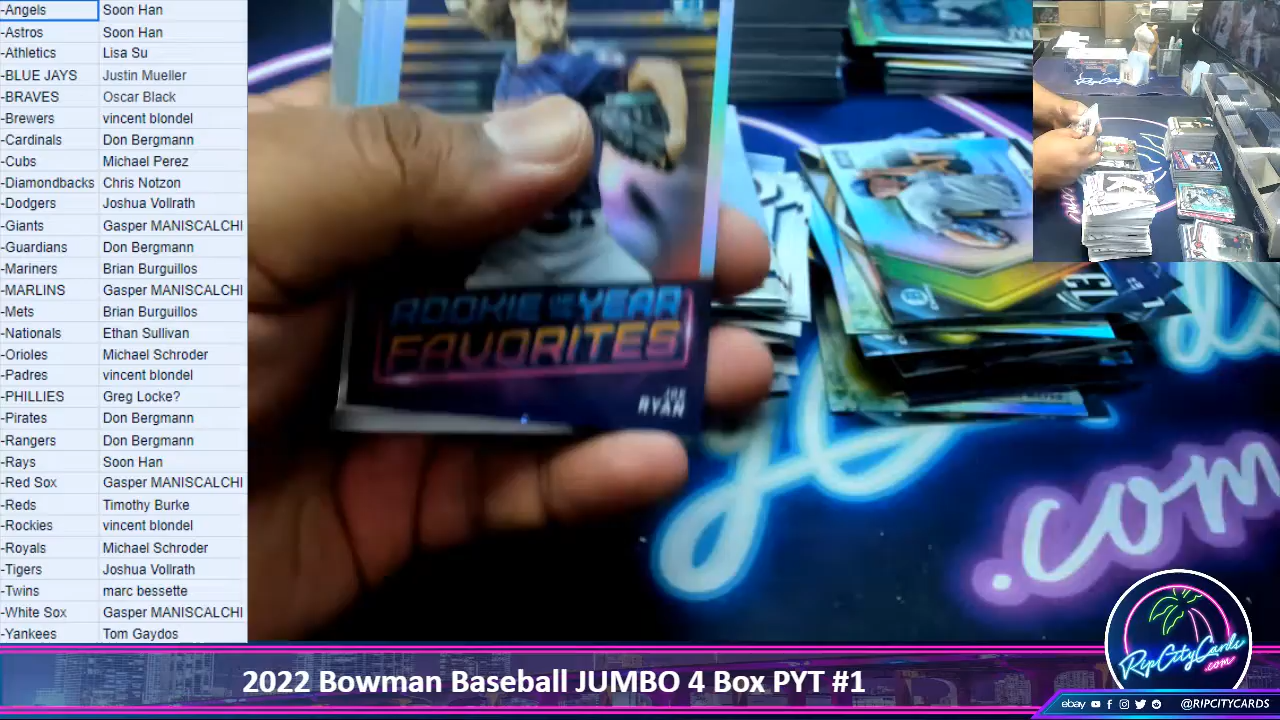 -Angels Soon Han
-Astros Soon Han
-Athletics Lisa Su
-BLUE JAYS Justin Mueller
-BRAVES Oscar Black
-Brewers vincent blondel
-Cardinals Don Bergmann
-Cubs Michael Perez
-Diamondbacks Chris Notzon
-Dodgers Joshua Vollrath
-Giants Gasper MANISCALCHI
-Guardians Don Bergmann
-Mariners Brian Burguillos
-MARLINS Gasper MANISCALCHI
-Mets Brian Burguillos
-Nationals Ethan Sullivan
-Orioles Michael Schroder
-Padres vincent blondel
-PHILLIES Greg Locke?
-Pirates Don Bergmann
-Rangers Don Bergmann
-Rays Soon Han
-Red Sox Gasper MANISCALCHI
-Reds Timothy Burke
-Rockies vincent blondel
-Royals Michael Schroder
-Tigers Joshua Vollrath
-Twins marc bessette
-White Sox Gasper MANISCALCHI
-Yankees Tom Gaydos
ROOKIE OF THE YEAR
FAVORITES
JOE
RYAN
.com
RipCityCards
.com
2022 Bowman Baseball JUMBO 4 Box PYT #1
ebay @RIPCITYCARDS